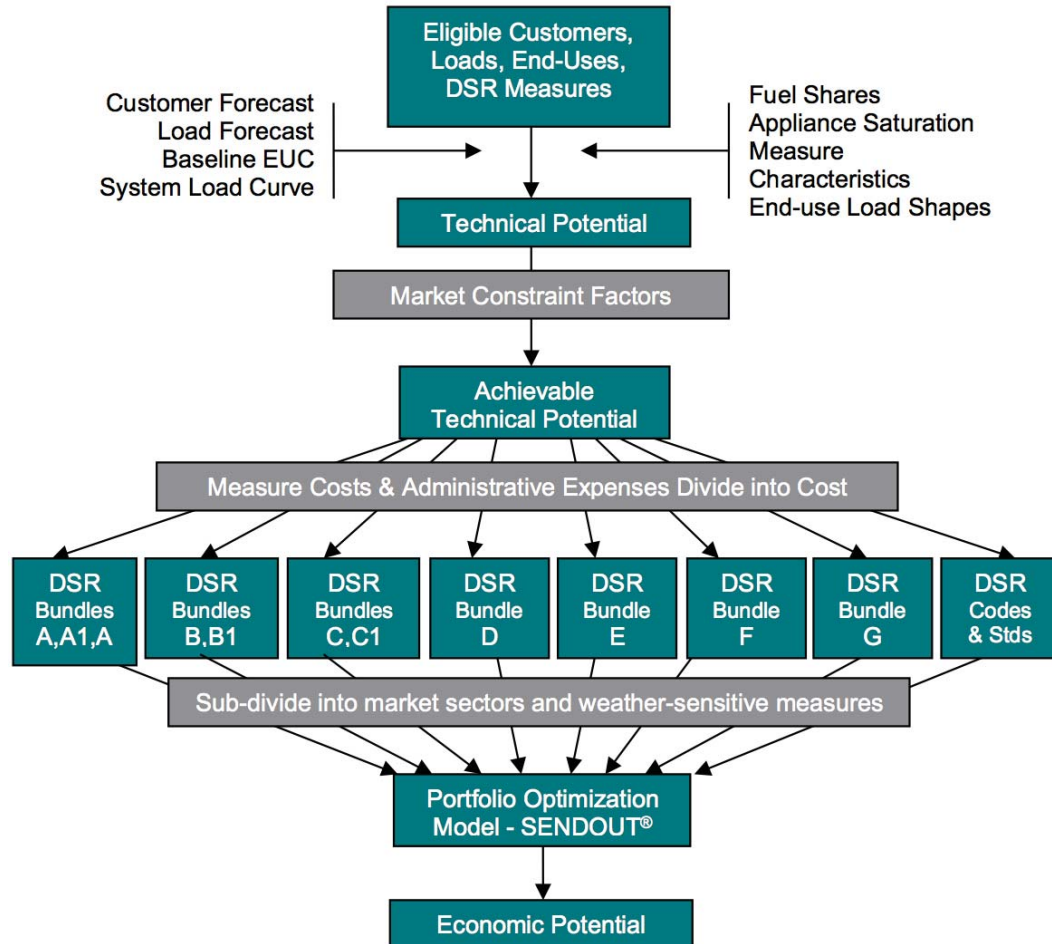 Eligible Customers,
Loads, End-Uses,
DSR Measures
Customer Forecast
Load Forecast
Baseline EUC
System Load Curve
Fuel Shares
Appliance Saturation
Measure
Characteristics
End-use Load Shapes
Technical Potential
Market Constraint Factors
Achievable
Technical Potential
Measure Costs & Administrative Expenses Divide into Cost
DSR
Bundles
A,A1,A
DSR
Bundles
B,B1
DSR
Bundles
C,C1
DSR
Bundle
D
DSR
Bundle
E
DSR
Bundle
F
DSR
Bundle
G
DSR
Codes
& Stds
Sub-divide into market sectors and weather-sensitive measures
Portfolio Optimization
Model - SENDOUT®
Economic Potential